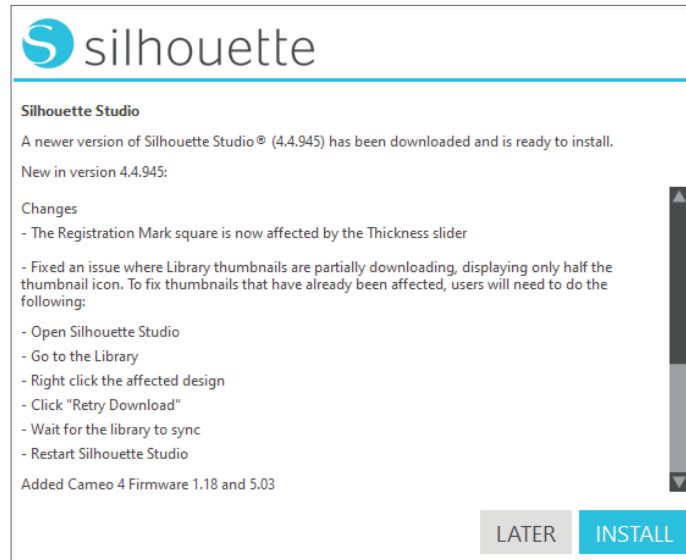 S silhouette
Silhouette Studio
A newer version of Silhouette Studio® (4.4.945) has been downloaded and is ready to install.
New in version 4.4.945:
Changes
- The Registration Mark square is now affected by the Thickness slider
- Fixed an issue where Library thumbnails are partially downloading, displaying only half the
thumbnail icon. To fix thumbnails that have already been affected, users will need to do the
following:
- Open Silhouette Studio
- Go to the Library
- Right click the affected design
- Click "Retry Download"
- Wait for the library to sync
- Restart Silhouette Studio
Added Cameo 4 Firmware 1.18 and 5.03
LATER INSTALL